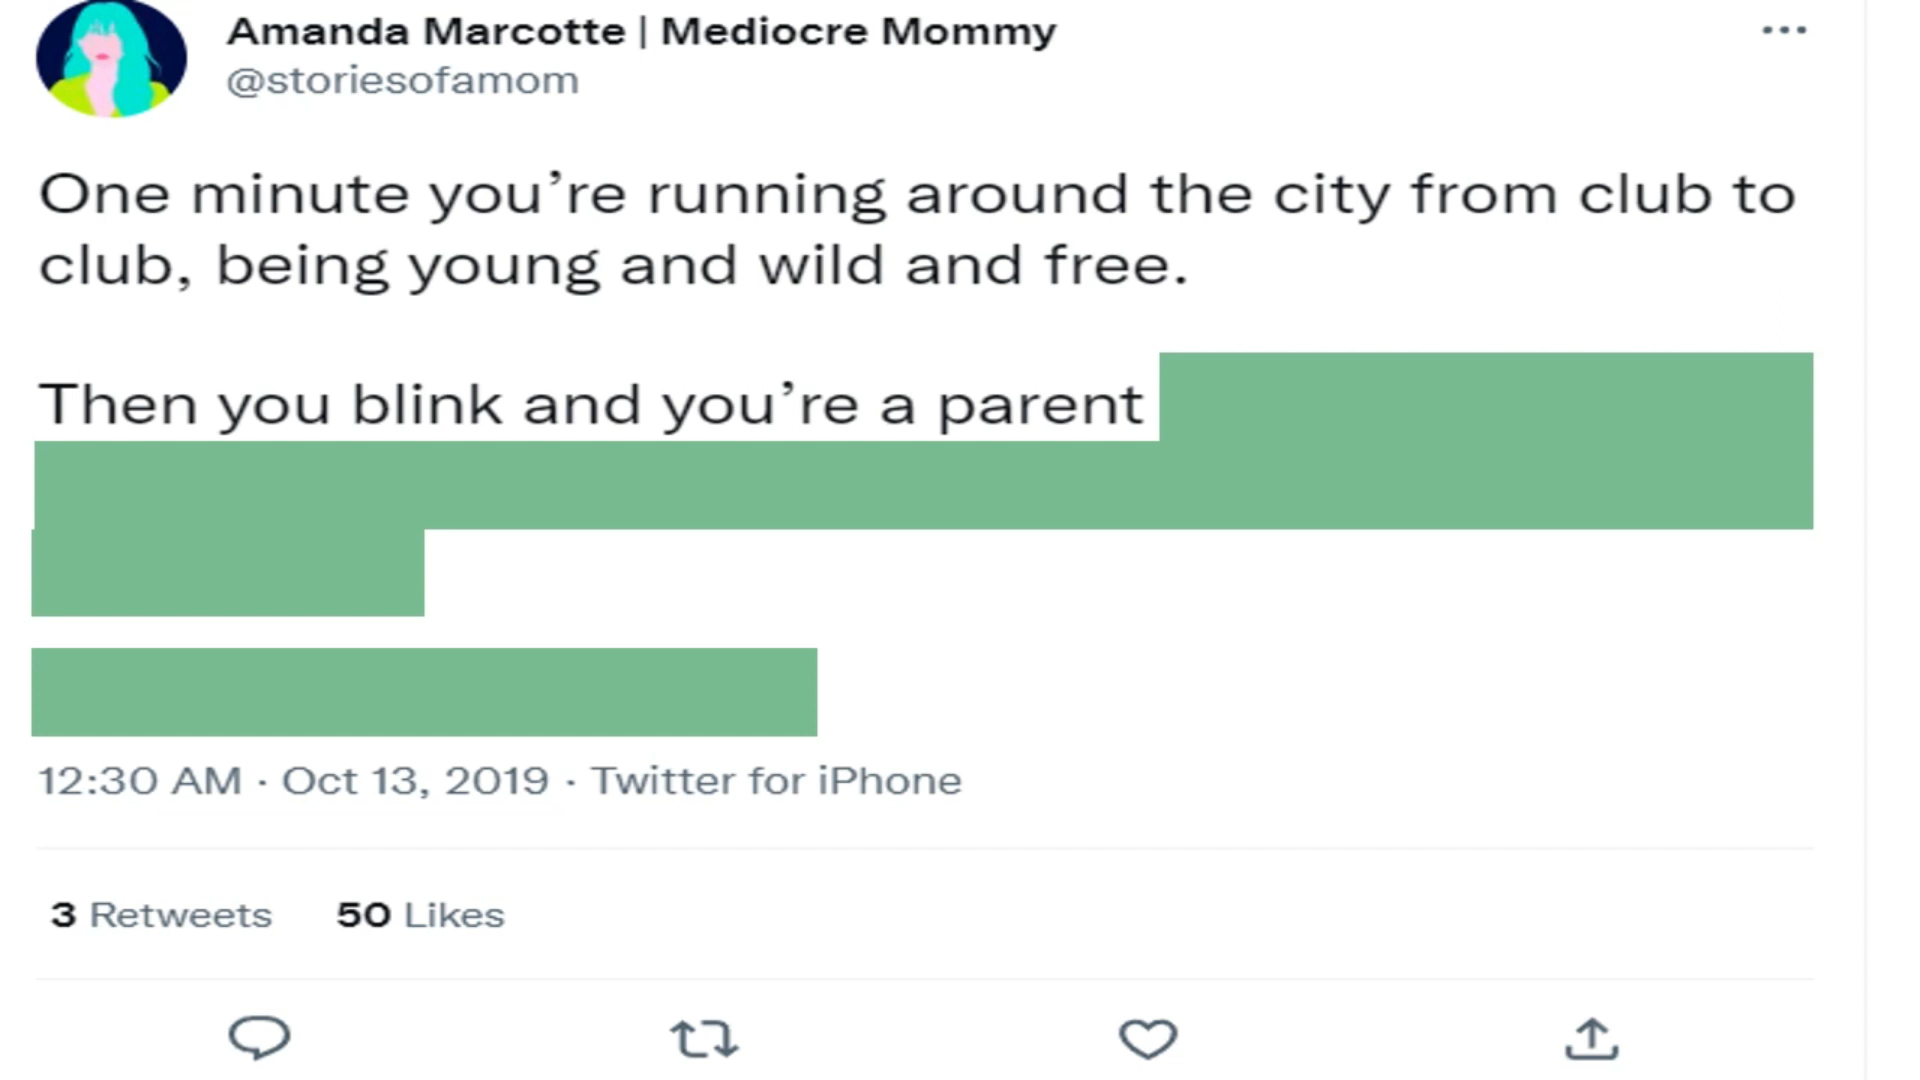 Amanda Marcotte | Mediocre Mommy
@storiesofamom
One minute you’re running around the city from club to
club, being young and wild and free.
Then you blink and you’re a parent
12:30 AM · Oct 13, 2019 · Twitter for iPhone
3 Retweets 50 Likes